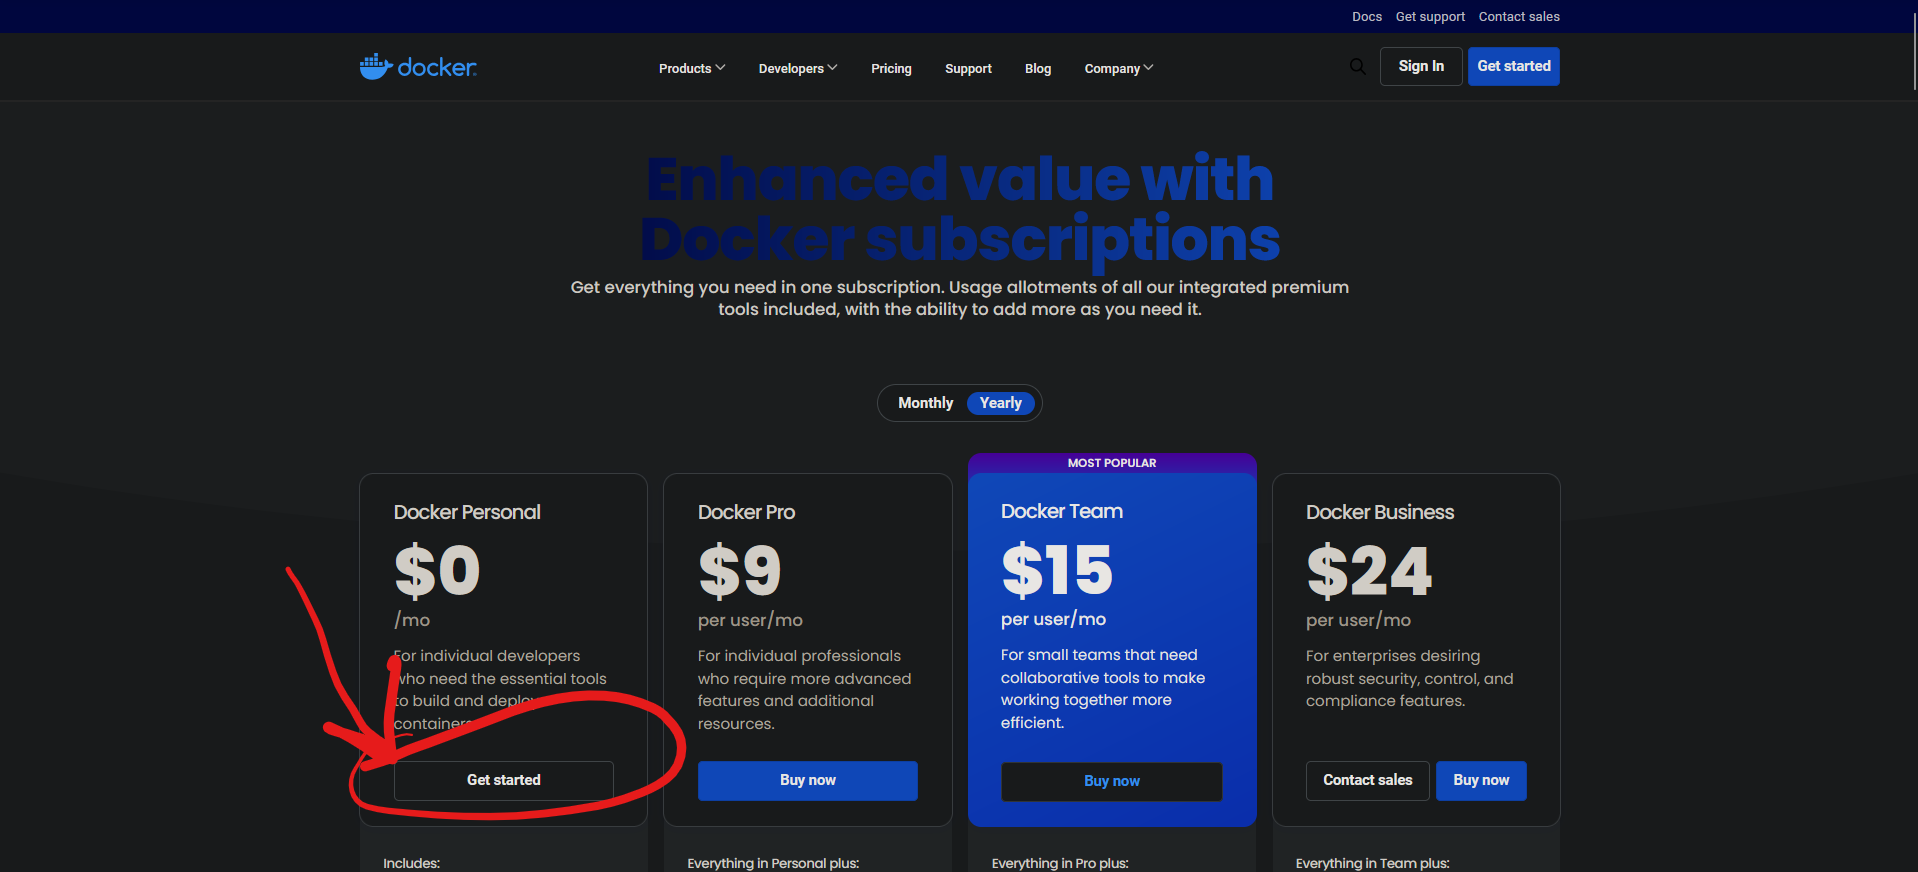 Docs Get support Contact sales
docker
Products Developers Pricing Support Blog Company
Sign In Get started
Enhanced value with
Docker subscriptions
Get everything you need in one subscription. Usage allotments of all our integrated premium
tools included, with the ability to add more as you need it.
Monthly Yearly
Docker Personal
$0
/mo
For individual developers
who need the essential tools
to build and deploy
containers
Get started
Includes:
Docker Pro
$9
per user/mo
For individual professionals
who require more advanced
features and additional
resources.
Buy now
Everything in Personal plus:
MOST POPULAR
Docker Team
$15
per user/mo
For small teams that need
collaborative tools to make
working together more
efficient.
Buy now
Everything in Pro plus:
Docker Business
$24
per user/mo
For enterprises desiring
robust security, control, and
compliance features.
Contact sales Buy now
Everything in Team plus: